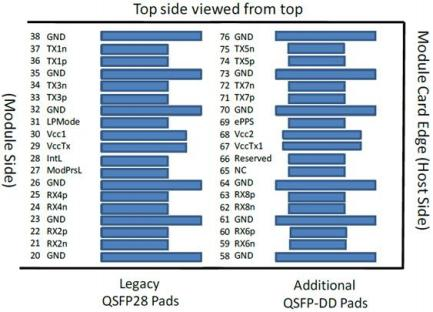 Top side viewed from top
38 GND
37 TX1n
36 TX1p
35 GND
34 TX3n
33 TX3p
32 GND
31 LPMode
30 Vcc1
29 VccTx
28 IntL
27 ModPrsL
26 GND
25 RX4p
24 RX4n
23 GND
22 RX2p
21 RX2n
20 GND
76 GND
75 TX5n
74 TX5p
73 GND
72 TX7n
71 TX7p
70 GND
69 ePPS
68 Vcc2
67 VccTx1
66 Reserved
65 NC
64 GND
63 RX8p
62 RX8n
61 GND
60 RX6p
59 RX6n
58 GND
(Module Side)
Module Card Edge (Host Side)
Legacy
QSFP28 Pads
Additional
QSFP-DD Pads